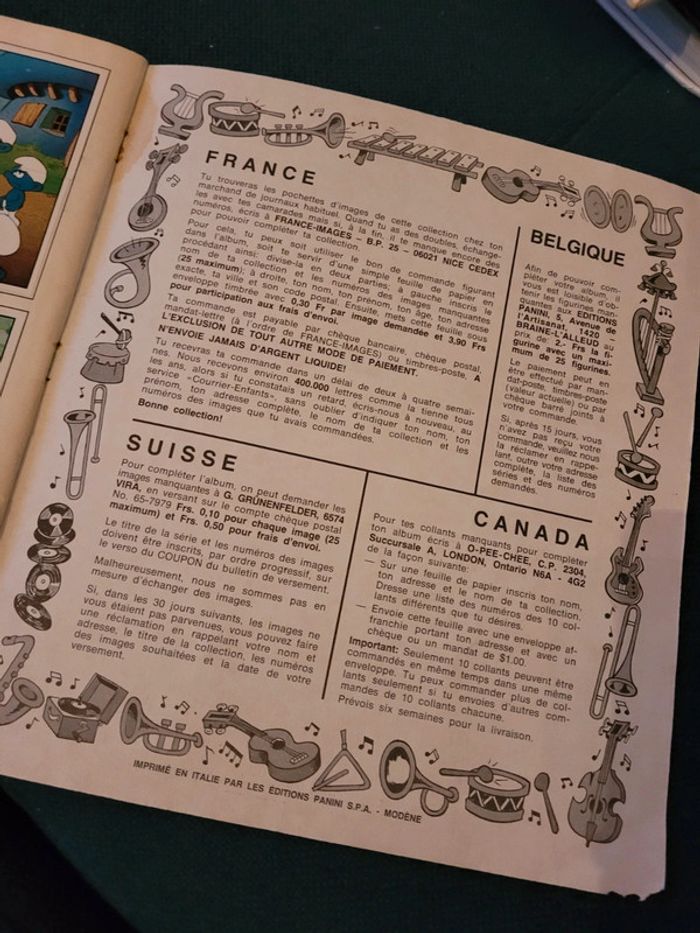 FRANCE
Tu trouveras les pochettes d'images de cette collection chez ton
marchand de journaux habituel. Quand tu as des doubles, échange-
les avec tes camarades mais si, à la fin, il te manque encore des
numéros, écris à FRANCE-IMAGES – B.P. 25 – 06021 NICE CEDEX
pour pouvoir compléter ta collection.
Pour cela, tu peux soit utiliser le bon de commande figurant
dans l'album, soit te servir d'une simple feuille de papier en
procédant ainsi: divise-la en deux parties; à gauche inscris le
nom de ta collection et les numéros des images manquantes
(25 maximum); à droite, ton nom, ton prénom, ton âge, ton adresse
exacte, ta ville et son code postal. Ensuite, mets cette feuille sous
enveloppe timbrée avec 0,30 Fr par image demandée et 3,90 Frs
pour participation aux frais d'envoi.
Ta commande est payable par chèque bancaire, chèque postal,
mandat-lettre (à l'ordre de FRANCE-IMAGES) ou timbres-poste. A
L'EXCLUSION DE TOUT AUTRE MODE DE PAIEMENT.
N'ENVOIE JAMAIS D'ARGENT LIQUIDE!
Tu recevras ta commande dans un délai de deux à quatre semai-
nes. Nous recevons environ 400.000 lettres comme la tienne tous
les ans, alors si tu constatais un retard, écris-nous à nouveau, au
service «Courrier-Enfants», sans oublier d'indiquer ton nom, ton
prénom, ton adresse complète, le nom de ta collection et les
numéros des images que tu avais commandées.
Bonne collection!
BELGIQUE
Afin de pouvoir com-
pléter votre album, il
vous est loisible d'ob-
tenir les figurines man-
quantes aux EDITIONS
PANINI, 5, Avenue de
l'Artisanat, 1420 –
BRAINE-L'ALLEUD au
prix de: 2.- Frs la fi-
gurine avec un maxi-
mum de 25 figurines.
Le paiement peut en
être effectué par man-
dat-poste, timbres-poste
(valeur actuelle) ou par
chèque barré joints à
votre commande.
Si, après 15 jours, vous
n'avez pas reçu votre
commande, veuillez nous
la réclamer en rappe-
lant, outre votre adresse
complète, la liste des
séries et des numéros
demandés.
SUISSE
Pour compléter l'album, on peut demander les
images manquantes à G. GRÜNENFELDER, 6574
VIRA, en versant sur le compte chèque postal
No. 65-7979 Frs. 0,10 pour chaque image (25
maximum) et Frs. 0,50 pour frais d'envoi.
Le titre de la série et les numéros des images
doivent être inscrits, par ordre progressif, sur
le verso du COUPON du bulletin de versement.
Malheureusement, nous ne sommes pas en
mesure d'échanger des images.
Si, dans les 30 jours suivants, les images ne
vous étaient pas parvenues, vous pouvez faire
une réclamation en rappelant votre nom et
adresse, le titre de la collection, les numéros
des images souhaitées et la date de votre
versement.
CANADA
Pour tes collants manquants pour compléter
ton album écris à O-PEE-CHEE, C.P. 2304,
Succursale A, LONDON, Ontario N6A - 4G2
de la façon suivante:
— Sur une feuille de papier inscris ton nom,
ton adresse et le nom de ta collection.
Dresse une liste des numéros des 10 col-
lants différents que tu désires.
— Envoie cette feuille avec une enveloppe af-
franchie portant ton adresse et avec un
chèque ou un mandat de $1.00.
Important: Seulement 10 collants peuvent être
commandés en même temps dans une même
enveloppe. Tu peux commander plus de col-
lants seulement si tu envoies d'autres com-
mandes de 10 collants chacune.
Prévois six semaines pour la livraison.
IMPRIMÉ EN ITALIE PAR LES ÉDITIONS PANINI S.P.A. - MODÈNE